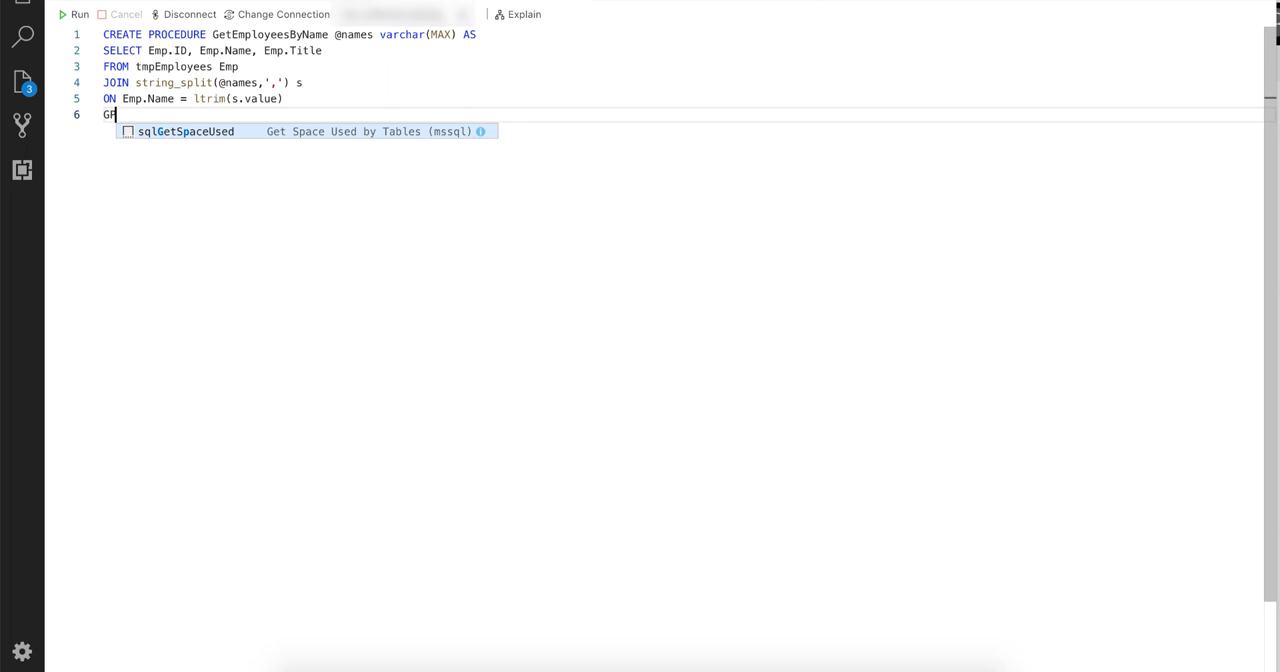 Run Cancel Disconnect Change Connection Explain
1 CREATE PROCEDURE GetEmployeesByName @names varchar(MAX) AS
2 SELECT Emp.ID, Emp.Name, Emp.Title
3 FROM tmpEmployees Emp
4 JOIN string_split(@names,',') s
5 ON Emp.Name = ltrim(s.value)
6 GP
sqlGetSpaceUsed Get Space Used by Tables (mssql)
3